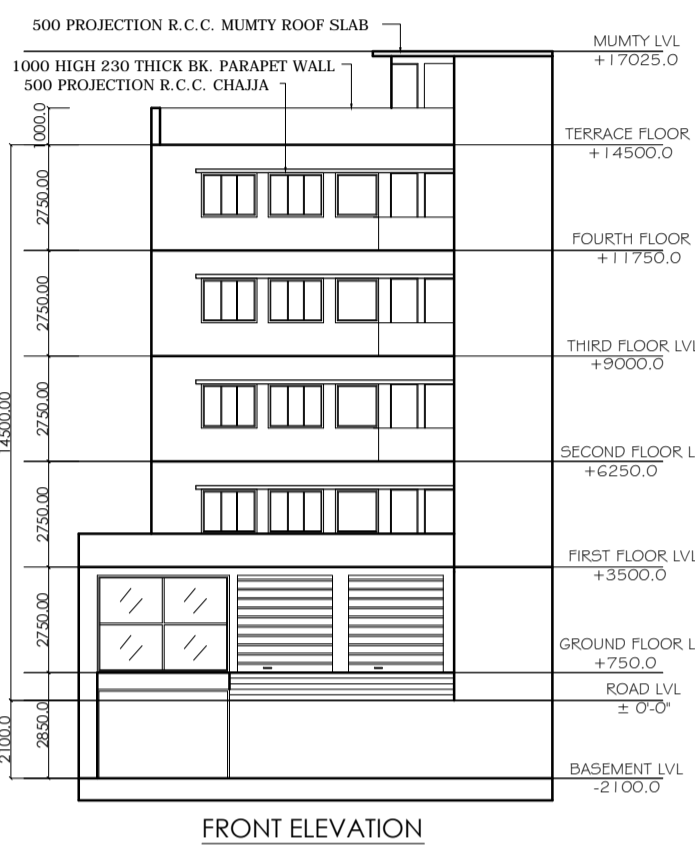 500 PROJECTION R.C.C. MUMTY ROOF SLAB
MUMTY LVL
+17025.0
1000 HIGH 230 THICK BK. PARAPET WALL
500 PROJECTION R.C.C. CHAJJA
1000.0
TERRACE FLOOR
+14500.0
2750.00
FOURTH FLOOR
+11750.0
2750.00
THIRD FLOOR LVL
+9000.0
2750.00
14500.00
SECOND FLOOR L
+6250.0
2750.00
FIRST FLOOR LVL
+3500.0
2750.00
GROUND FLOOR L
+750.0
ROAD LVL
± 0'-0"
2850.0
2100.0
BASEMENT LVL
-2100.0
FRONT ELEVATION